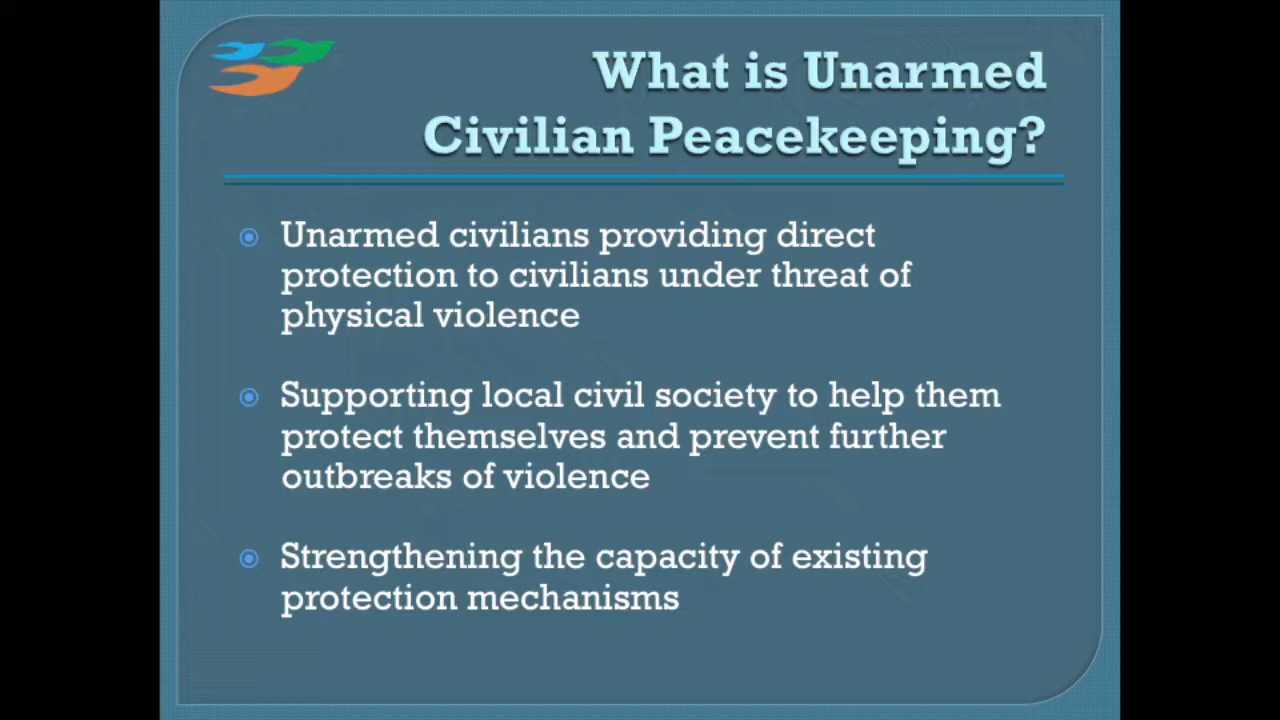 What is Unarmed
Civilian Peacekeeping?
Unarmed civilians providing direct
protection to civilians under threat of
physical violence
Supporting local civil society to help them
protect themselves and prevent further
outbreaks of violence
Strengthening the capacity of existing
protection mechanisms